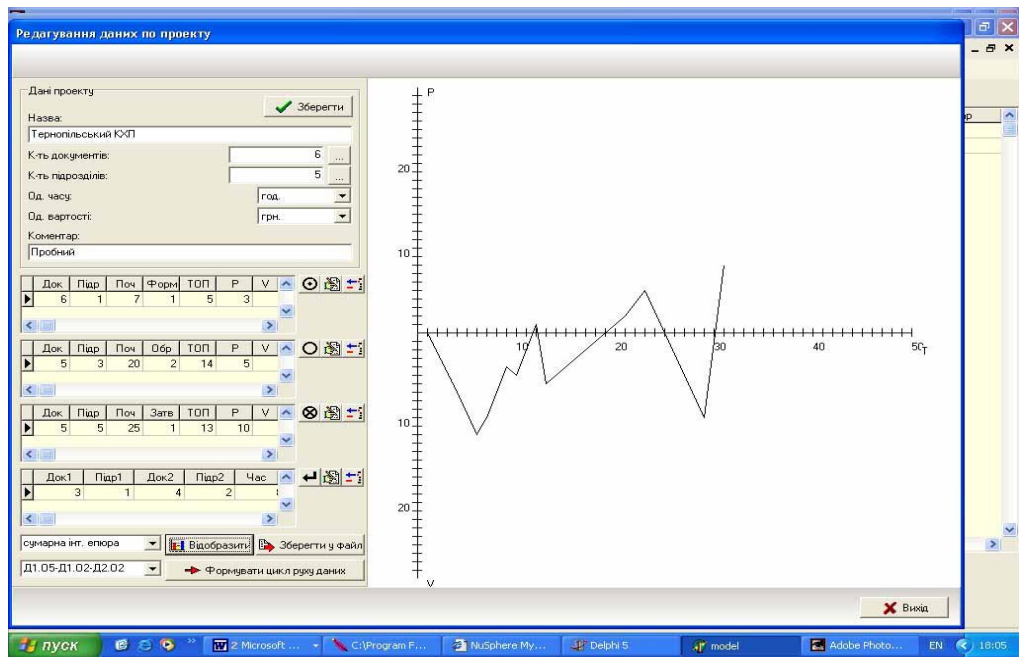 Редагування даних по проекту
Дані проекту
Зберегти
Назва:
Тернопільський КХП
К-ть документів: 6 ...
К-ть підрозділів: 5 ...
Од. часу: год.
Од. вартості: грн.
Коментар:
Пробний
Док Підр Поч Форм ТОП P V
6 1 7 1 5 3
Док Підр Поч Обр ТОП P V
5 3 20 2 14 5
Док Підр Поч Затв ТОП P V
5 5 25 1 13 10
Док1 Підр1 Док2 Підр2 Час
3 1 4 2
сумарна інт. епюра Відобразити Зберегти у файл
Д1.05-Д1.02-Д2.02 Формувати цикл руху даних
P
20
10
10 20 30 40 50 T
10
20
V
Вихід
пуск 2 Microsoft ... C:\Program F... NuSphere My... Delphi 5 model Adobe Photo... EN 18:05